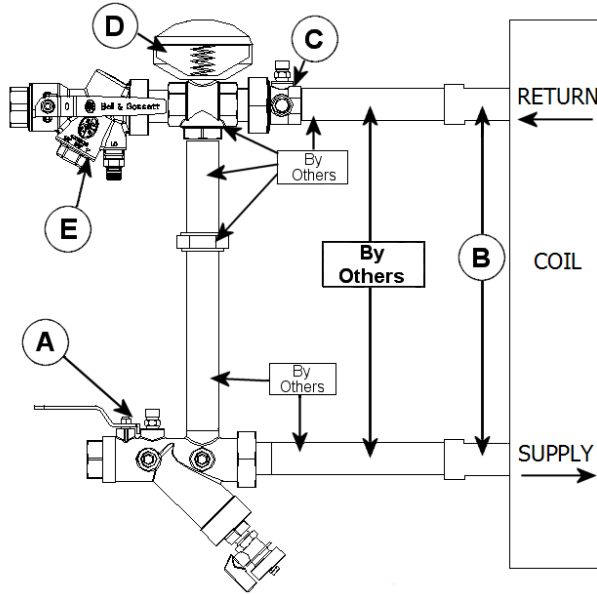 D
C
RETURN
Bell & Gossett
By
Others
E
By
Others
B
COIL
A
By
Others
SUPPLY